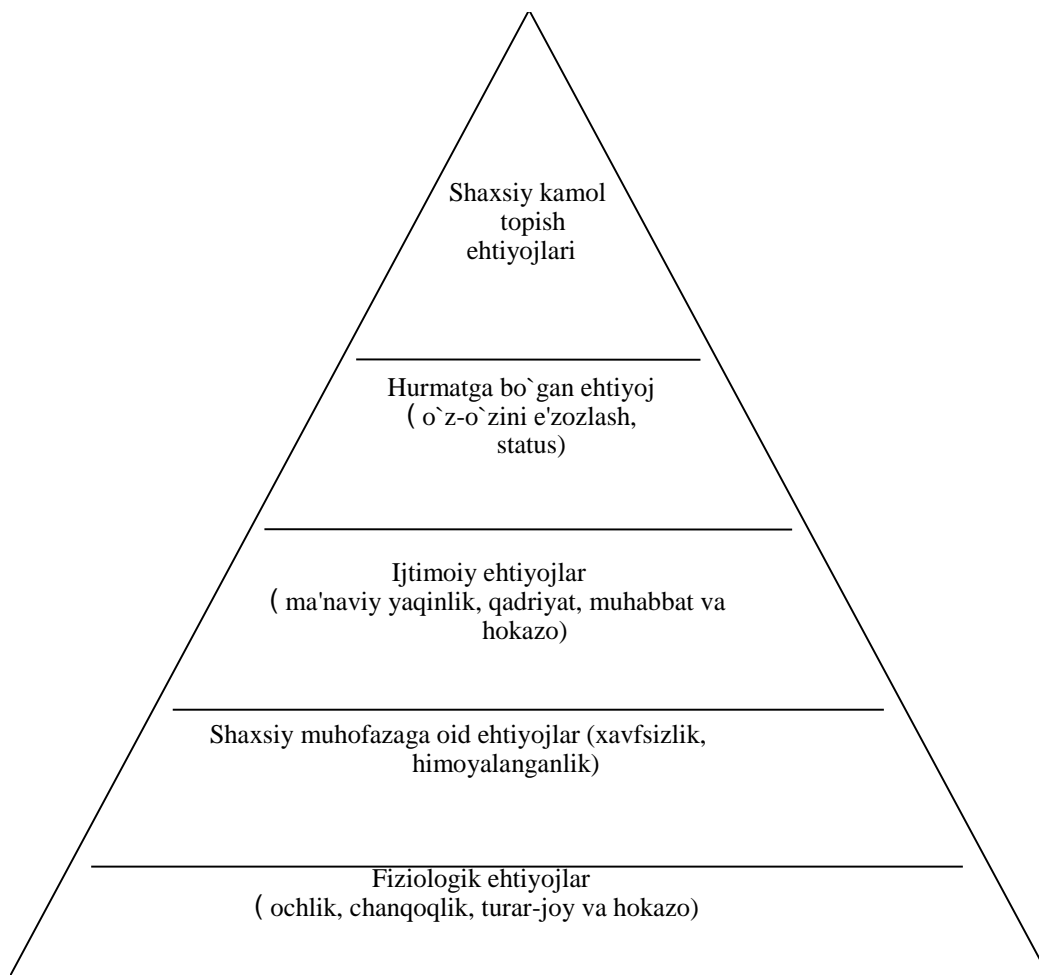 Shaxsiy kamol
topish
ehtiyojlari
Hurmatga bo`gan ehtiyoj
( o`z-o`zini e'zozlash,
status)
Ijtimoiy ehtiyojlar
( ma'naviy yaqinlik, qadriyat, muhabbat va
hokazo)
Shaxsiy muhofazaga oid ehtiyojlar (xavfsizlik,
himoyalanganlik)
Fiziologik ehtiyojlar
( ochlik, chanqoqlik, turar-joy va hokazo)